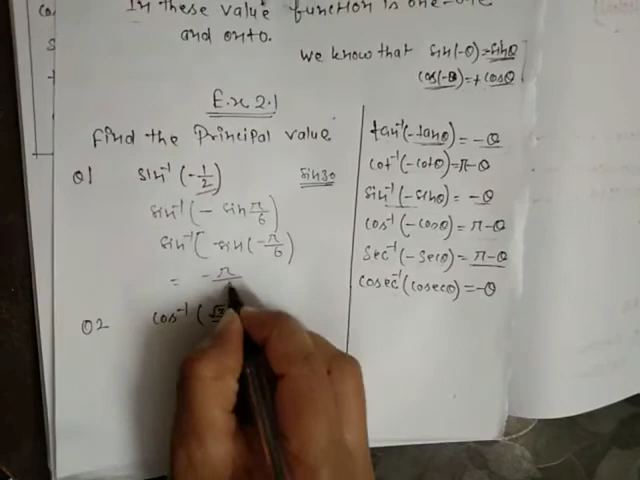 In these value function is one-one
and onto.
we know that sin(-θ)=sinθ
cos(-θ)=+cosθ
Ex 2.1
Find the Principal value
Q1 sin⁻¹(-1/2) sin30
sin⁻¹(-sin π/6)
sin⁻¹(-sin(-π/6)
= -π
Q2 cos⁻¹(
tan⁻¹(-tanθ)=-θ
cot⁻¹(-cotθ)=π-θ
sin⁻¹(-sinθ)=-θ
cos⁻¹(-cosθ)=π-θ
sec⁻¹(-secθ)=π-θ
cosec⁻¹(cosecθ)=-θ